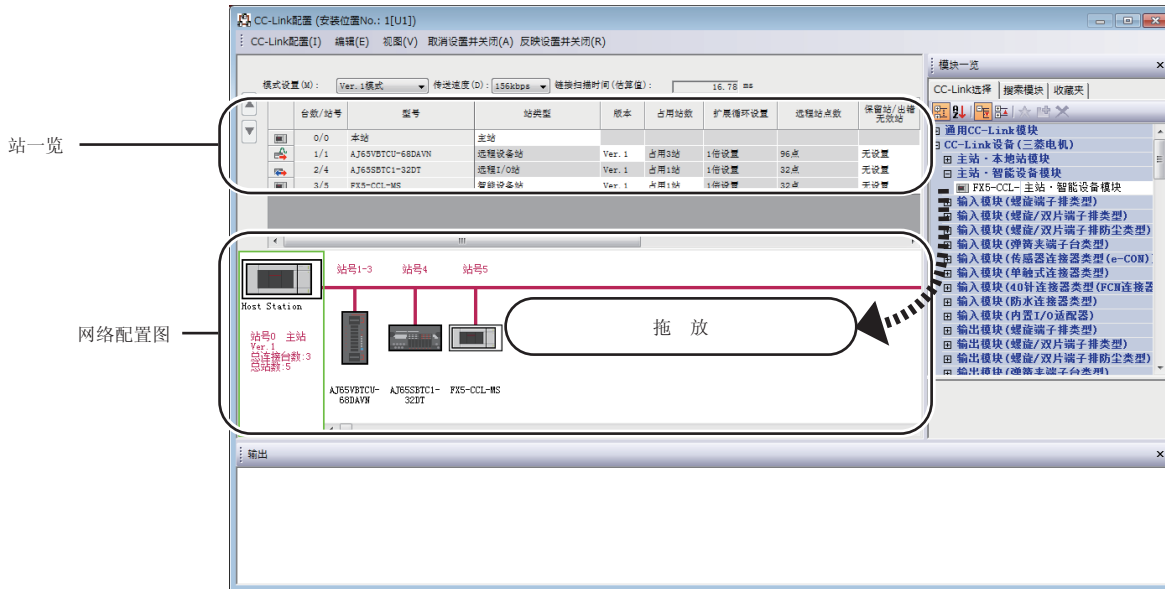 CC-Link配置 (安装位置No.: 1[U1])
CC-Link配置(I) 编辑(E) 视图(V) 取消设置并关闭(A) 反映设置并关闭(R)
模式设置(M): Ver.1模式 传送速度(D): 156kbps 链接扫描时间(估算值): 16.78 ms
台数/站号 型号 站类型 版本 占用站数 扩展循环设置 远程站点数 保留站/出错无效站
0/0 本站 主站
1/1 AJ65VBTCU-68DAVN 远程设备站 Ver.1 占用3站 1倍设置 96点 无设置
2/4 AJ65SBTC1-32DT 远程I/O站 Ver.1 占用1站 1倍设置 32点 无设置
3/5 FX5-CCL-MS 智能设备站 Ver.1 占用1站 1倍设置 32点 无设置
站一览
网络配置图
站号1-3 站号4 站号5
Host Station
站号0 主站
Ver.1
总连接台数:3
总站数:5
AJ65VBTCU-68DAVN
AJ65SBTC1-32DT
FX5-CCL-MS
拖 放
模块一览
CC-Link选择 搜索模块 收藏夹
通用CC-Link模块
CC-Link设备(三菱电机)
主站・本地站模块
主站・智能设备模块
FX5-CCL- 主站・智能设备模块
输入模块(螺旋端子排类型)
输入模块(螺旋/双片端子排类型)
输入模块(螺旋/双片端子排防尘类型)
输入模块(弹簧夹端子台类型)
输入模块(传感器连接器类型(e-CON)
输入模块(单触式连接器类型)
输入模块(40针连接器类型(FCN连接器
输入模块(防水连接器类型)
输入模块(内置I/O适配器)
输出模块(螺旋端子排类型)
输出模块(螺旋/双片端子排类型)
输出模块(螺旋/双片端子排防尘类型)
输出模块(弹簧夹端子台类型)
输出